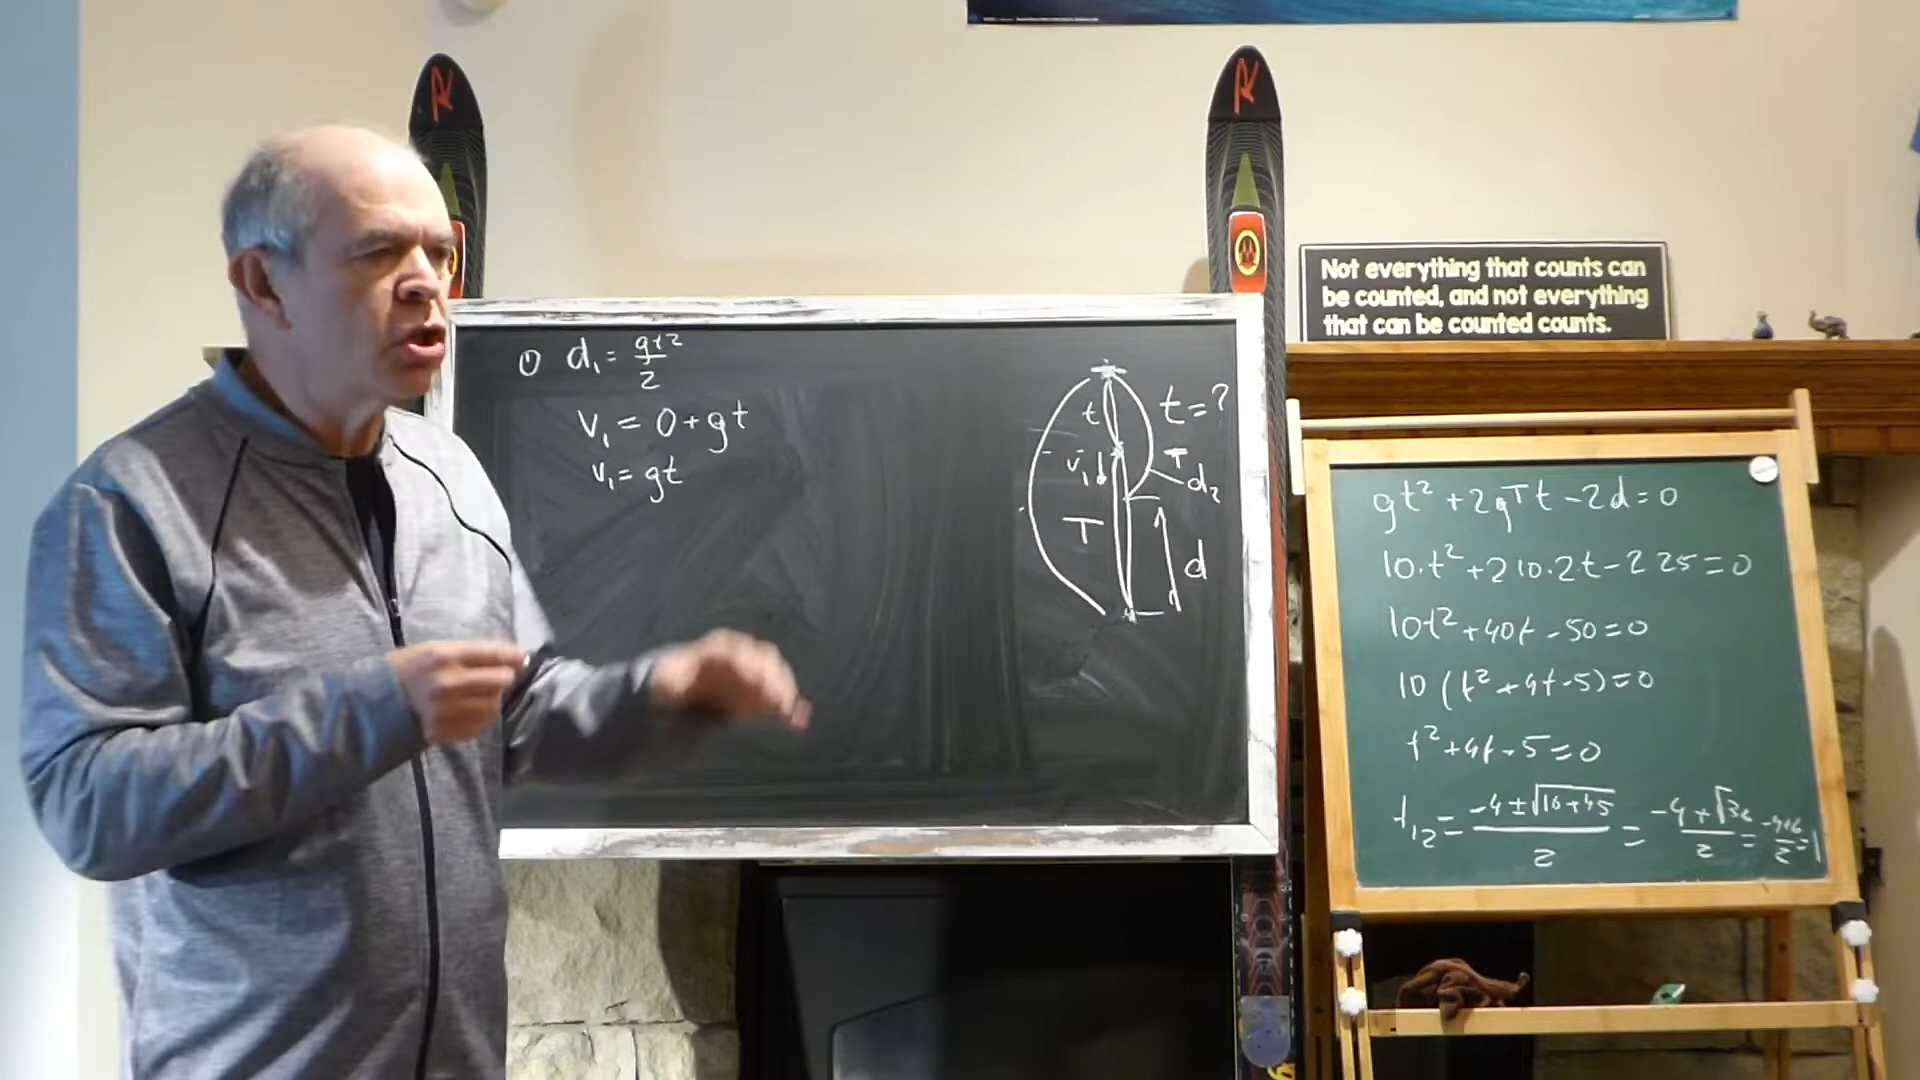 ① d₁ = gt²/2
v₁ = 0 + gt
v₁ = gt
t
t = ?
v₁
T
d₂
T
d
Not everything that counts can
be counted, and not everything
that can be counted counts.
gt² + 2gTt - 2d = 0
10·t² + 2 10·2t - 2 25 = 0
10t² + 40t - 50 = 0
10 (t² + 4t - 5) = 0
t² + 4t - 5 = 0
t₁₂ = (-4 ± √(16 + 45))/2 = (-4 + √36)/2 = (-4+6)/2 = 1